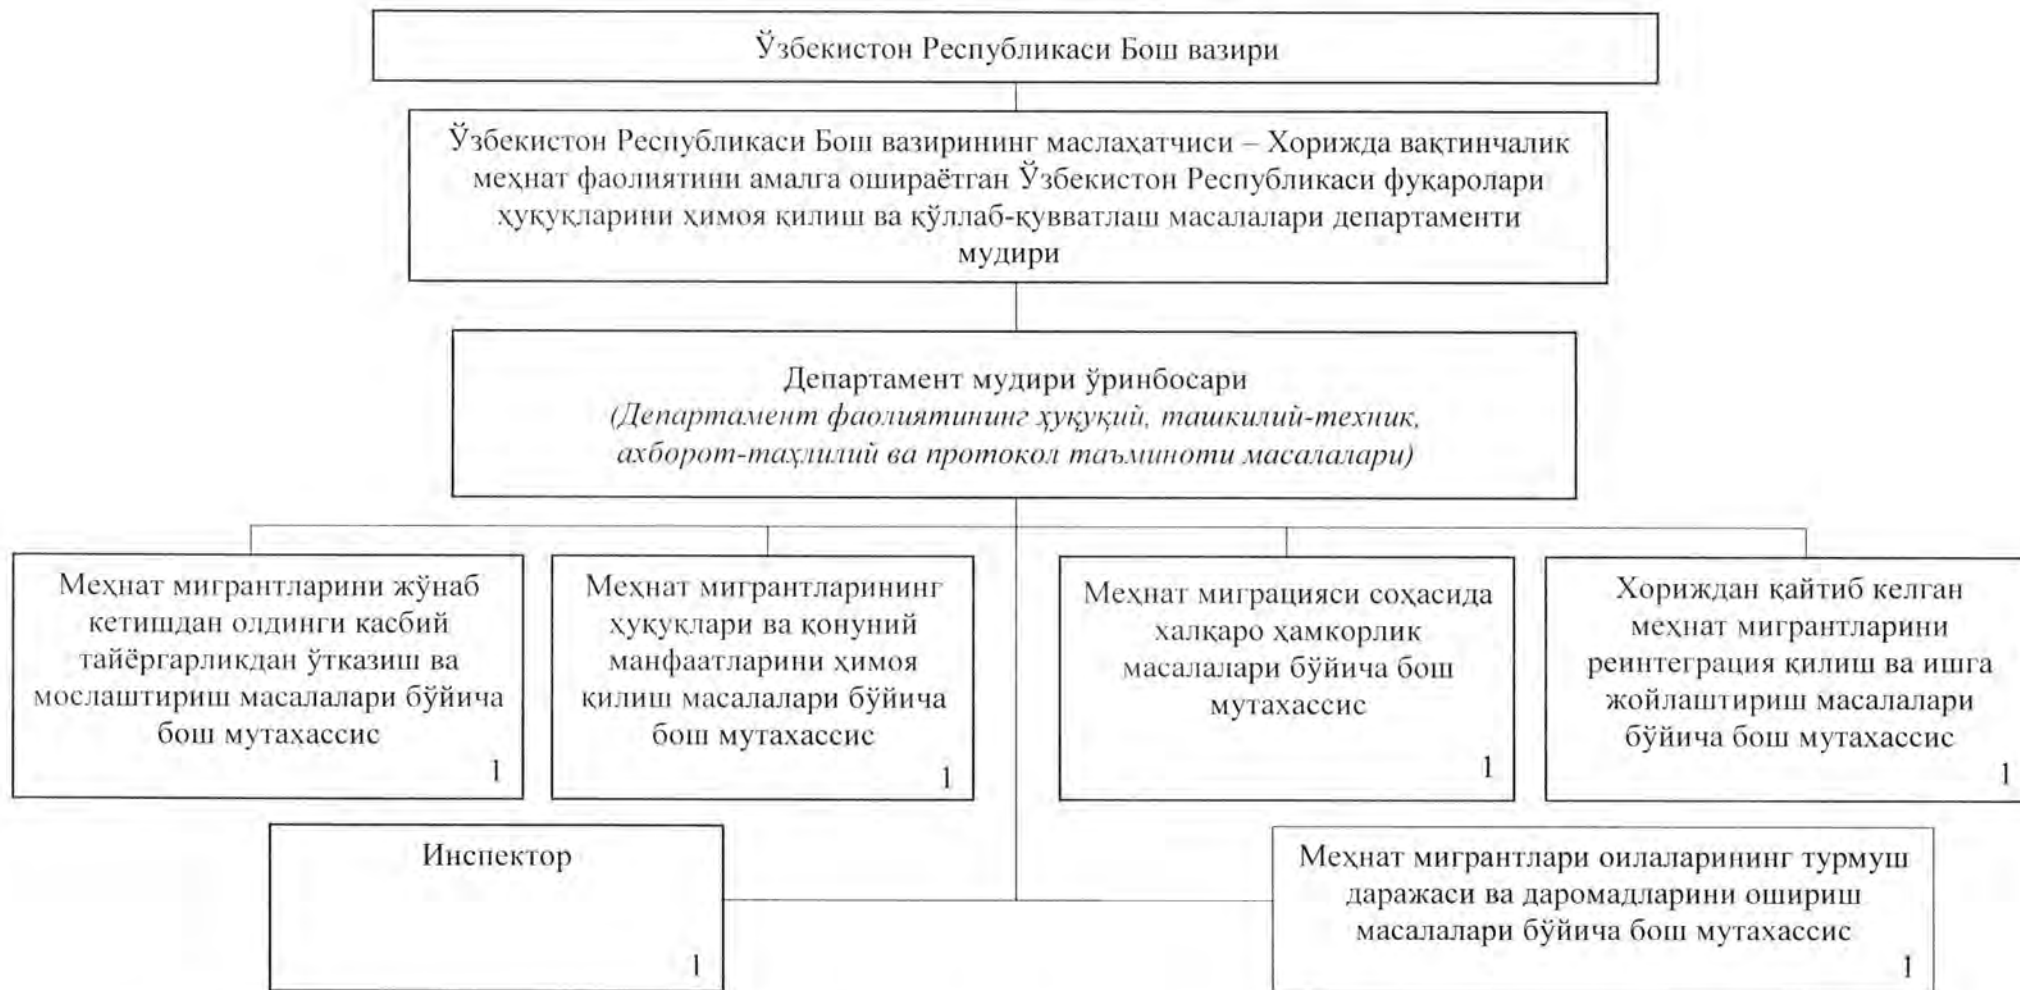 Ўзбекистон Республикаси Бош вазири
Ўзбекистон Республикаси Бош вазирининг маслаҳатчиси – Хорижда вақтинчалик
меҳнат фаолиятини амалга ошираётган Ўзбекистон Республикаси фуқаролари
ҳуқуқларини ҳимоя қилиш ва қўллаб-қувватлаш масалалари департаменти
мудири
Департамент мудири ўринбосари
(Департамент фаолиятининг ҳуқуқий, ташкилий-техник,
ахборот-таҳлилий ва протокол таъминоти масалалари)
Меҳнат мигрантларини жўнаб
кетишдан олдинги касбий
тайёргарликдан ўтказиш ва
мослаштириш масалалари бўйича
бош мутахассис
1
Меҳнат мигрантларининг
ҳуқуқлари ва қонуний
манфаатларини ҳимоя
қилиш масалалари бўйича
бош мутахассис
1
Меҳнат миграцияси соҳасида
халқаро ҳамкорлик
масалалари бўйича бош
мутахассис
1
Хориждан қайтиб келган
меҳнат мигрантларини
реинтеграция қилиш ва ишга
жойлаштириш масалалари
бўйича бош мутахассис
1
Инспектор
1
Меҳнат мигрантлари оилаларининг турмуш
даражаси ва даромадларини ошириш
масалалари бўйича бош мутахассис
1